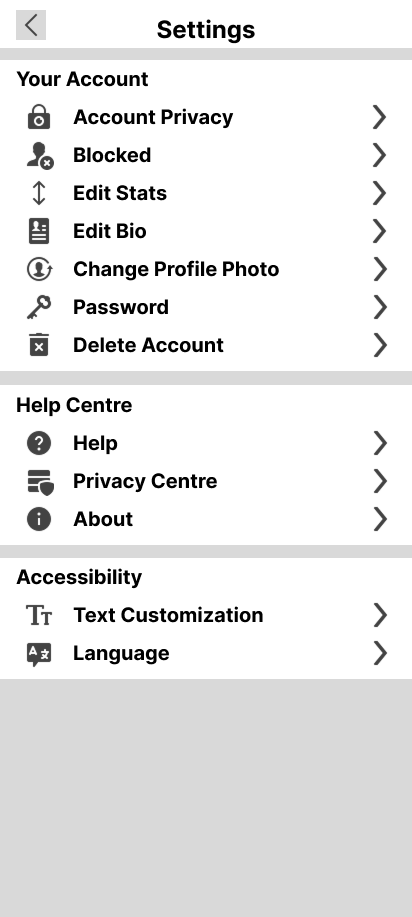 Settings
Your Account
Account Privacy
Blocked
Edit Stats
Edit Bio
Change Profile Photo
Password
Delete Account
Help Centre
Help
Privacy Centre
About
Accessibility
Text Customization
Language